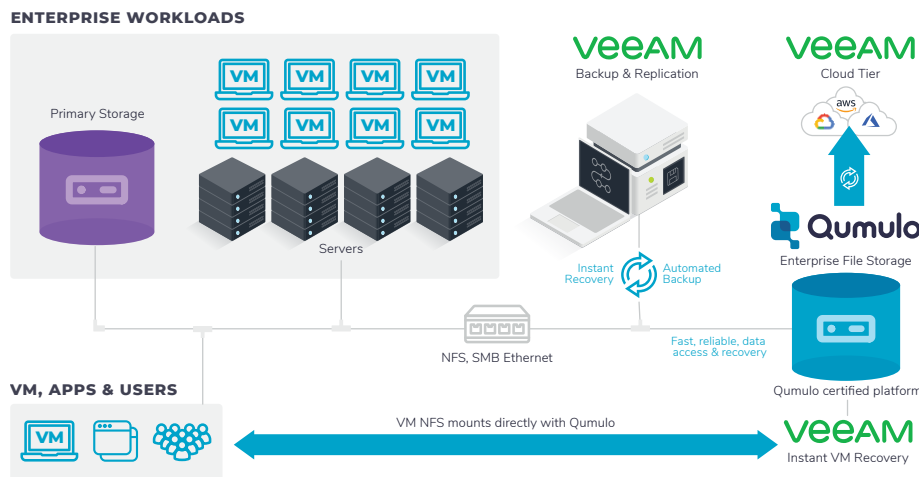 ENTERPRISE WORKLOADS
Primary Storage
VM VM VM VM
VM VM VM VM
Servers
veeAM
Backup & Replication
veeAM
Cloud Tier
aws
Qumulo
Enterprise File Storage
Instant
Recovery
Automated
Backup
NFS, SMB Ethernet
Fast, reliable, data
access & recovery
Qumulo certified platform
VM, APPS & USERS
VM
VM NFS mounts directly with Qumulo
veeAM
Instant VM Recovery